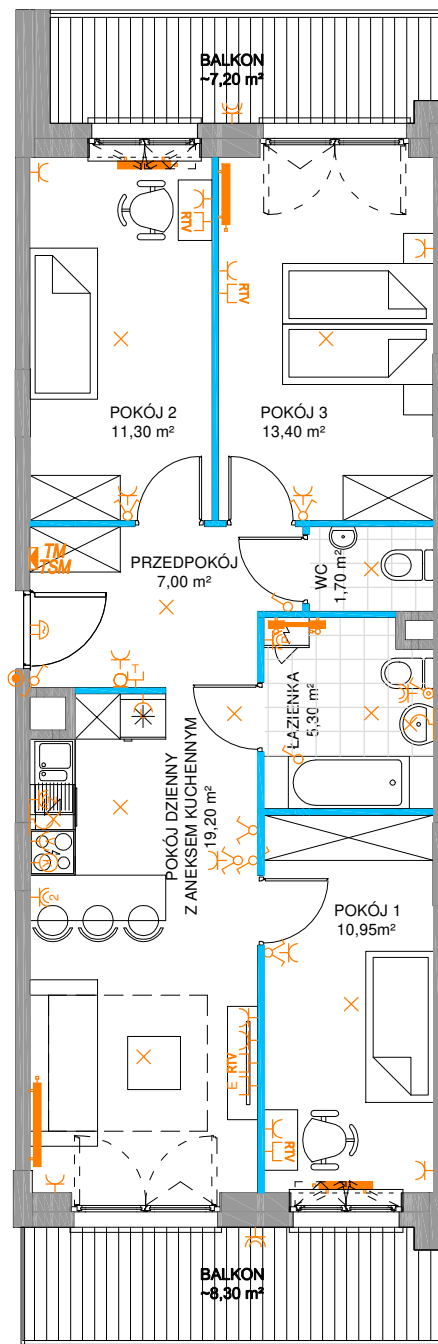 BALKON
~7,20 m²
RTV
RTV
POKÓJ 2
11,30 m²
POKÓJ 3
13,40 m²
TM
TSM
PRZEDPOKÓJ
7,00 m²
WC
1,70 m²
ŁAZIENKA
5,30 m²
POKÓJ DZIENNY
Z ANEKSEM KUCHENNYM
19,20 m²
2
POKÓJ 1
10,95m²
RTV
RTV
BALKON
~8,30 m²